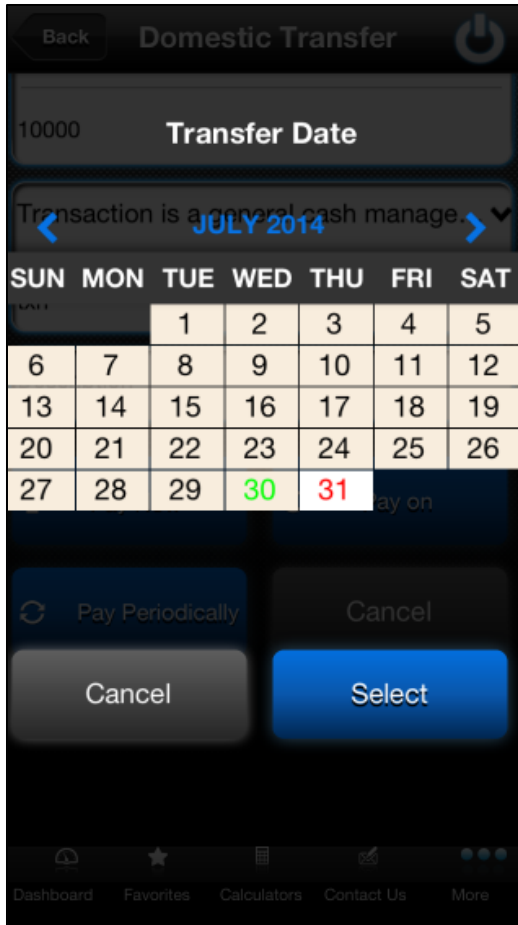 Back Domestic Transfer
10000
Transfer Date
Transaction is a general cash manage...
JULY 2014
SUN MON TUE WED THU FRI SAT
txn
1 2 3 4 5
6 7 8 9 10 11 12
13 14 15 16 17 18 19
20 21 22 23 24 25 26
27 28 29 30 31
Pay on
Pay Periodically Cancel
Cancel Select
Dashboard Favorites Calculators Contact Us More